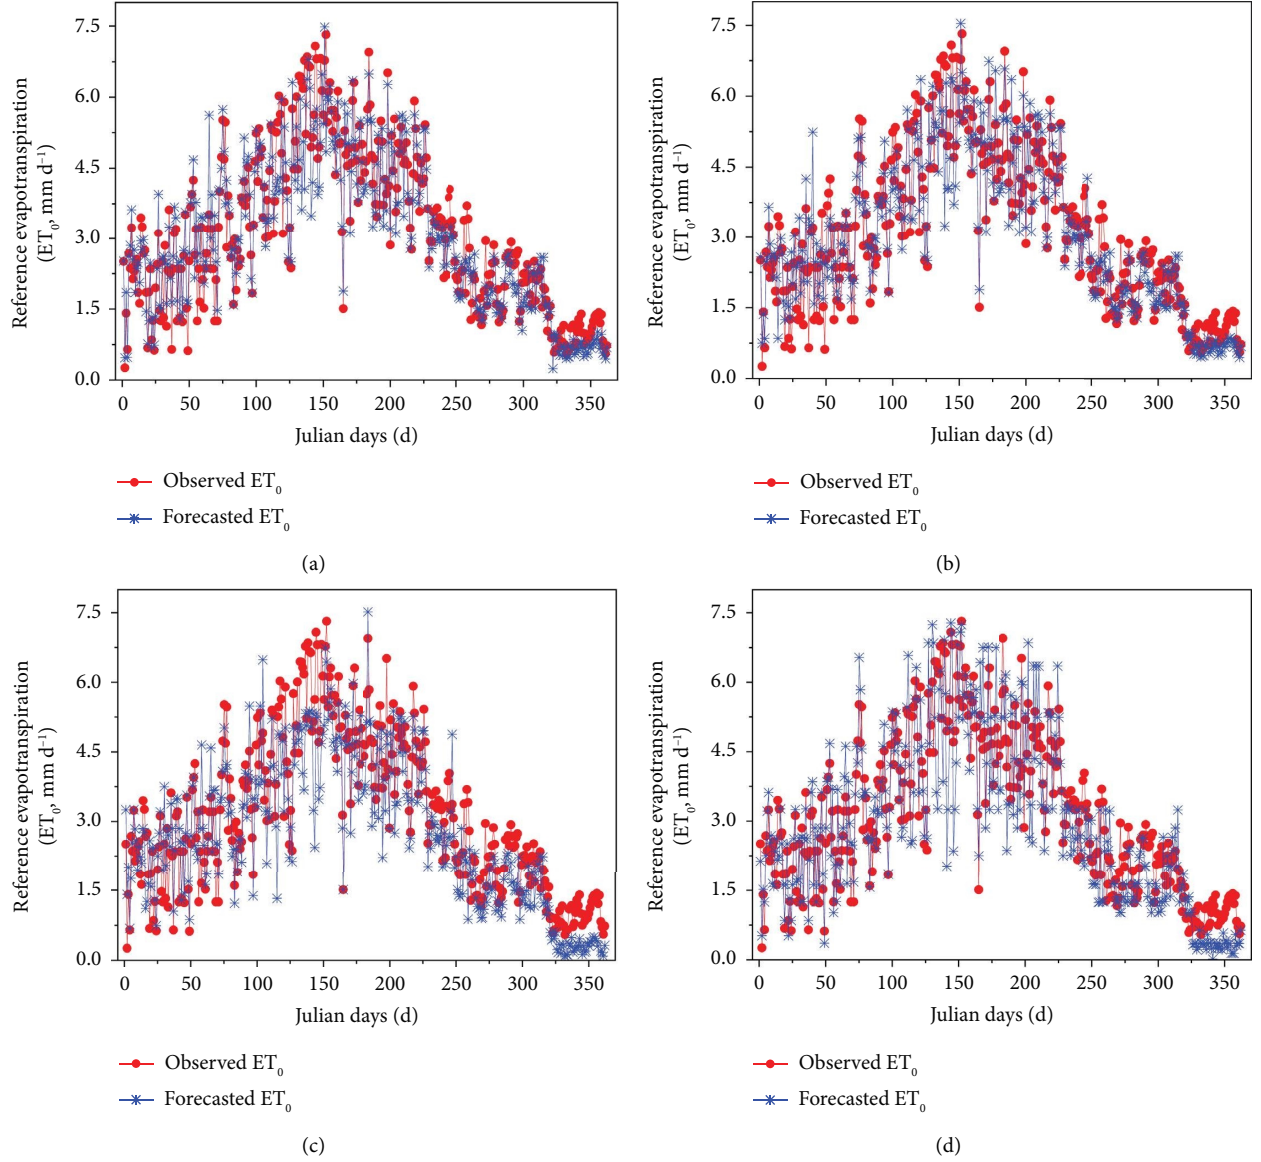 7.5
6.0
4.5
3.0
1.5
0.0
Reference evapotranspiration
(ET₀, mm d⁻¹)
0 50 100 150 200 250 300 350
Julian days (d)
Observed ET₀
Forecasted ET₀
(a)
7.5
6.0
4.5
3.0
1.5
0.0
Reference evapotranspiration
(ET₀, mm d⁻¹)
0 50 100 150 200 250 300 350
Julian days (d)
Observed ET₀
Forecasted ET₀
(b)
7.5
6.0
4.5
3.0
1.5
0.0
Reference evapotranspiration
(ET₀, mm d⁻¹)
0 50 100 150 200 250 300 350
Julian days (d)
Observed ET₀
Forecasted ET₀
(c)
7.5
6.0
4.5
3.0
1.5
0.0
Reference evapotranspiration
(ET₀, mm d⁻¹)
0 50 100 150 200 250 300 350
Julian days (d)
Observed ET₀
Forecasted ET₀
(d)